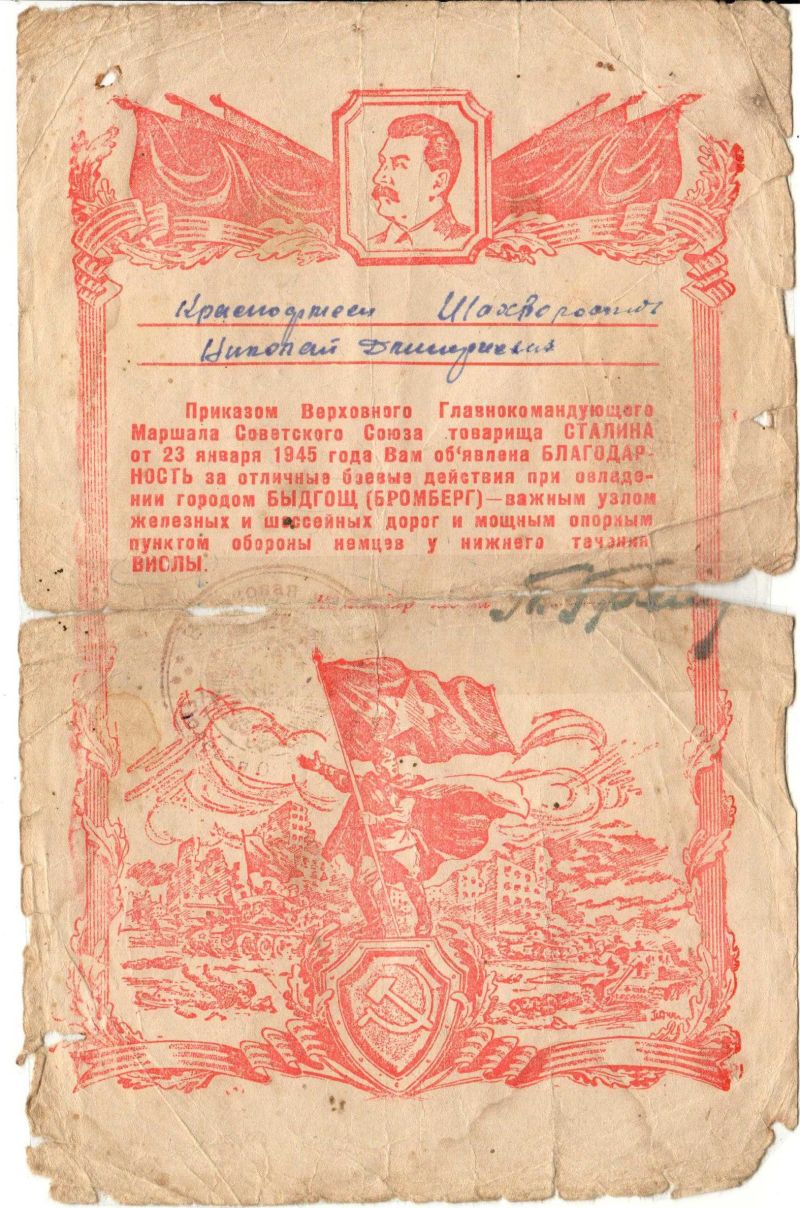 Николай Дмитриевич
Приказом Верховного Главнокомандующего
Маршала Советского Союза товарища СТАЛИНА
от 23 января 1945 года Вам об'явлена БЛАГОДАР-
НОСТЬ за отличные боевые действия при овладе-
нии городом БЫДГОЩ (БРОМБЕРГ)—важным узлом
железных и шоссейных дорог и мощным опорным
пунктом обороны немцев у нижнего течения
ВИСЛЫ.